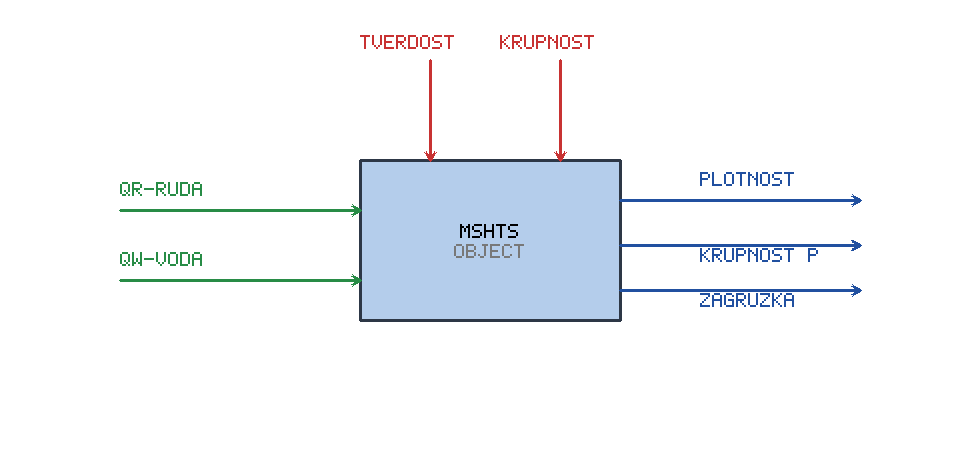 TVERDOST
KRUPNOST
QR-RUDA
QW-VODA
MSHTS
OBJECT
PLOTNOST
KRUPNOST P
ZAGRUZKA